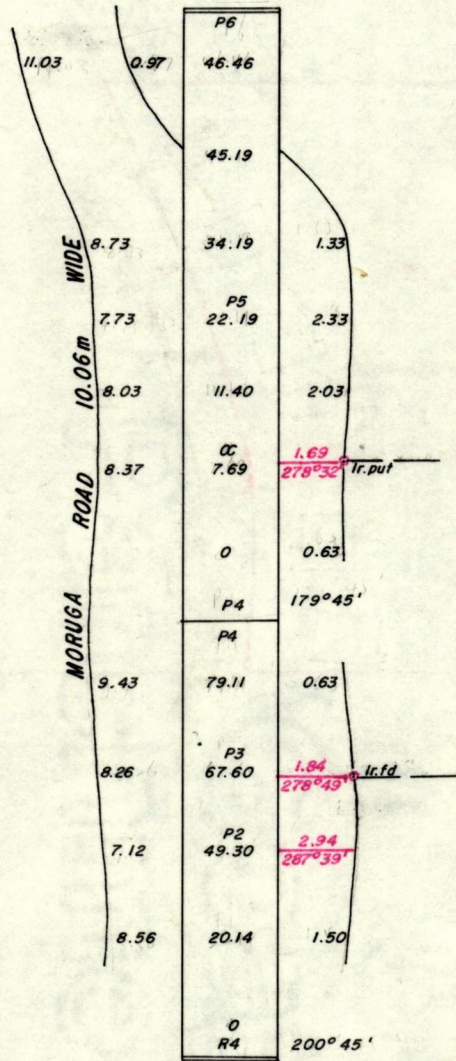 P6
11.03 0.97 46.46
45.19
8.73 34.19 1.33
P5
7.73 22.19 2.33
8.03 11.40 2.03
OC 1.69
8.37 7.69 278°32' Ir.put
O 0.63
P4 179°45'
P4
9.43 79.11 0.63
P3 1.84 Ir.fd
8.26 67.60 278°49'
P2 2.94
7.12 49.30 287°39'
8.56 20.14 1.50
O
R4 200°45'
MORUGA ROAD 10.06m WIDE